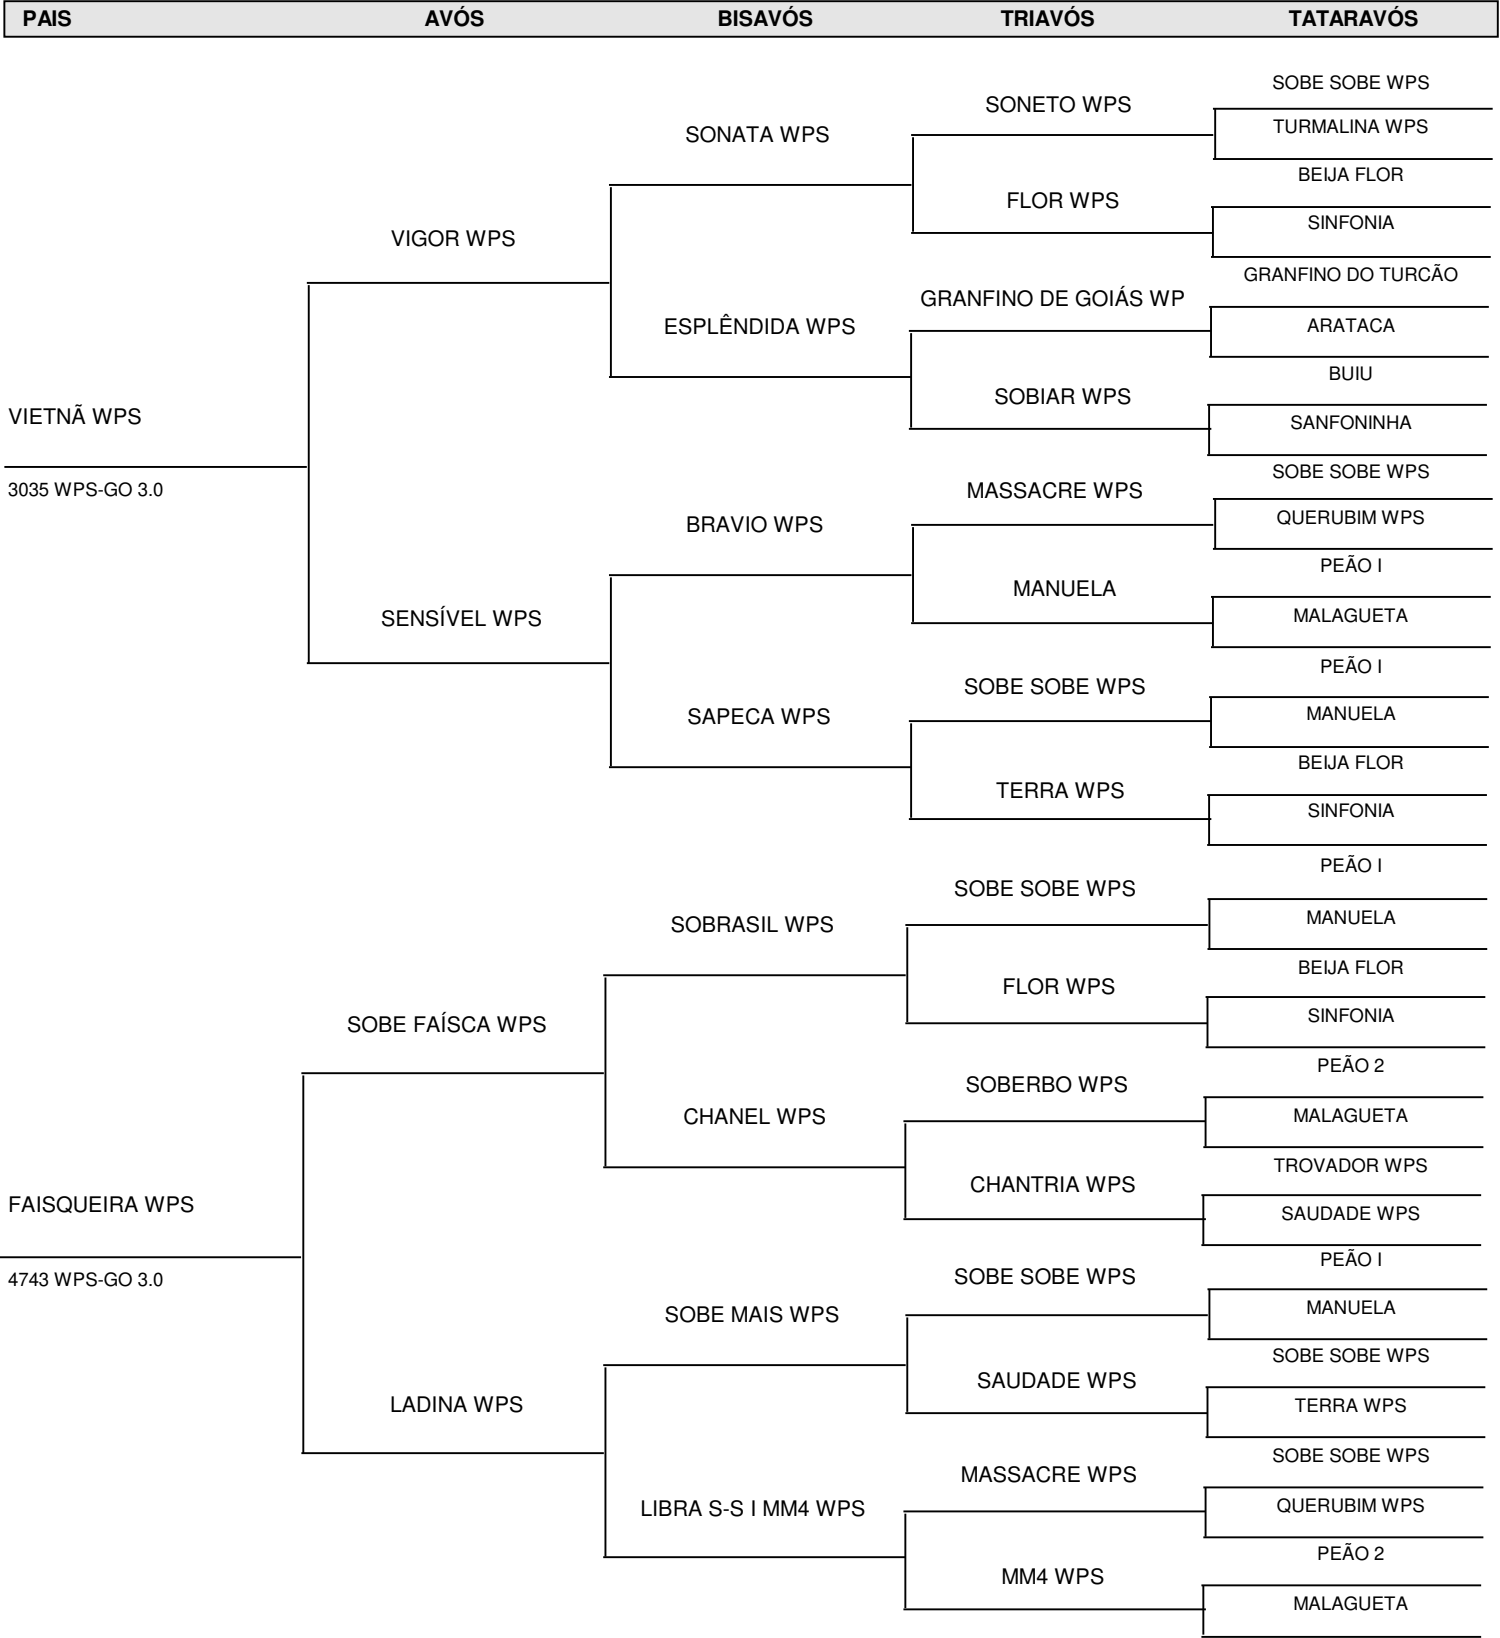 PAIS AVÓS BISAVÓS TRIAVÓS TATARAVÓS
SOBE SOBE WPS
SONETO WPS
TURMALINA WPS
SONATA WPS
BEIJA FLOR
FLOR WPS
SINFONIA
VIGOR WPS
GRANFINO DO TURCÃO
GRANFINO DE GOIÁS WP
ESPLÊNDIDA WPS
ARATACA
BUIU
SOBIAR WPS
VIETNÃ WPS
SANFONINHA
SOBE SOBE WPS
3035 WPS-GO 3.0
MASSACRE WPS
QUERUBIM WPS
BRAVIO WPS
PEÃO I
MANUELA
MALAGUETA
SENSÍVEL WPS
PEÃO I
SOBE SOBE WPS
SAPECA WPS
MANUELA
BEIJA FLOR
TERRA WPS
SINFONIA
PEÃO I
SOBE SOBE WPS
MANUELA
SOBRASIL WPS
BEIJA FLOR
FLOR WPS
SINFONIA
SOBE FAÍSCA WPS
PEÃO 2
SOBERBO WPS
CHANEL WPS
MALAGUETA
TROVADOR WPS
CHANTRIA WPS
FAISQUEIRA WPS
SAUDADE WPS
PEÃO I
4743 WPS-GO 3.0
SOBE SOBE WPS
MANUELA
SOBE MAIS WPS
SOBE SOBE WPS
SAUDADE WPS
LADINA WPS
TERRA WPS
SOBE SOBE WPS
MASSACRE WPS
LIBRA S-S I MM4 WPS
QUERUBIM WPS
PEÃO 2
MM4 WPS
MALAGUETA